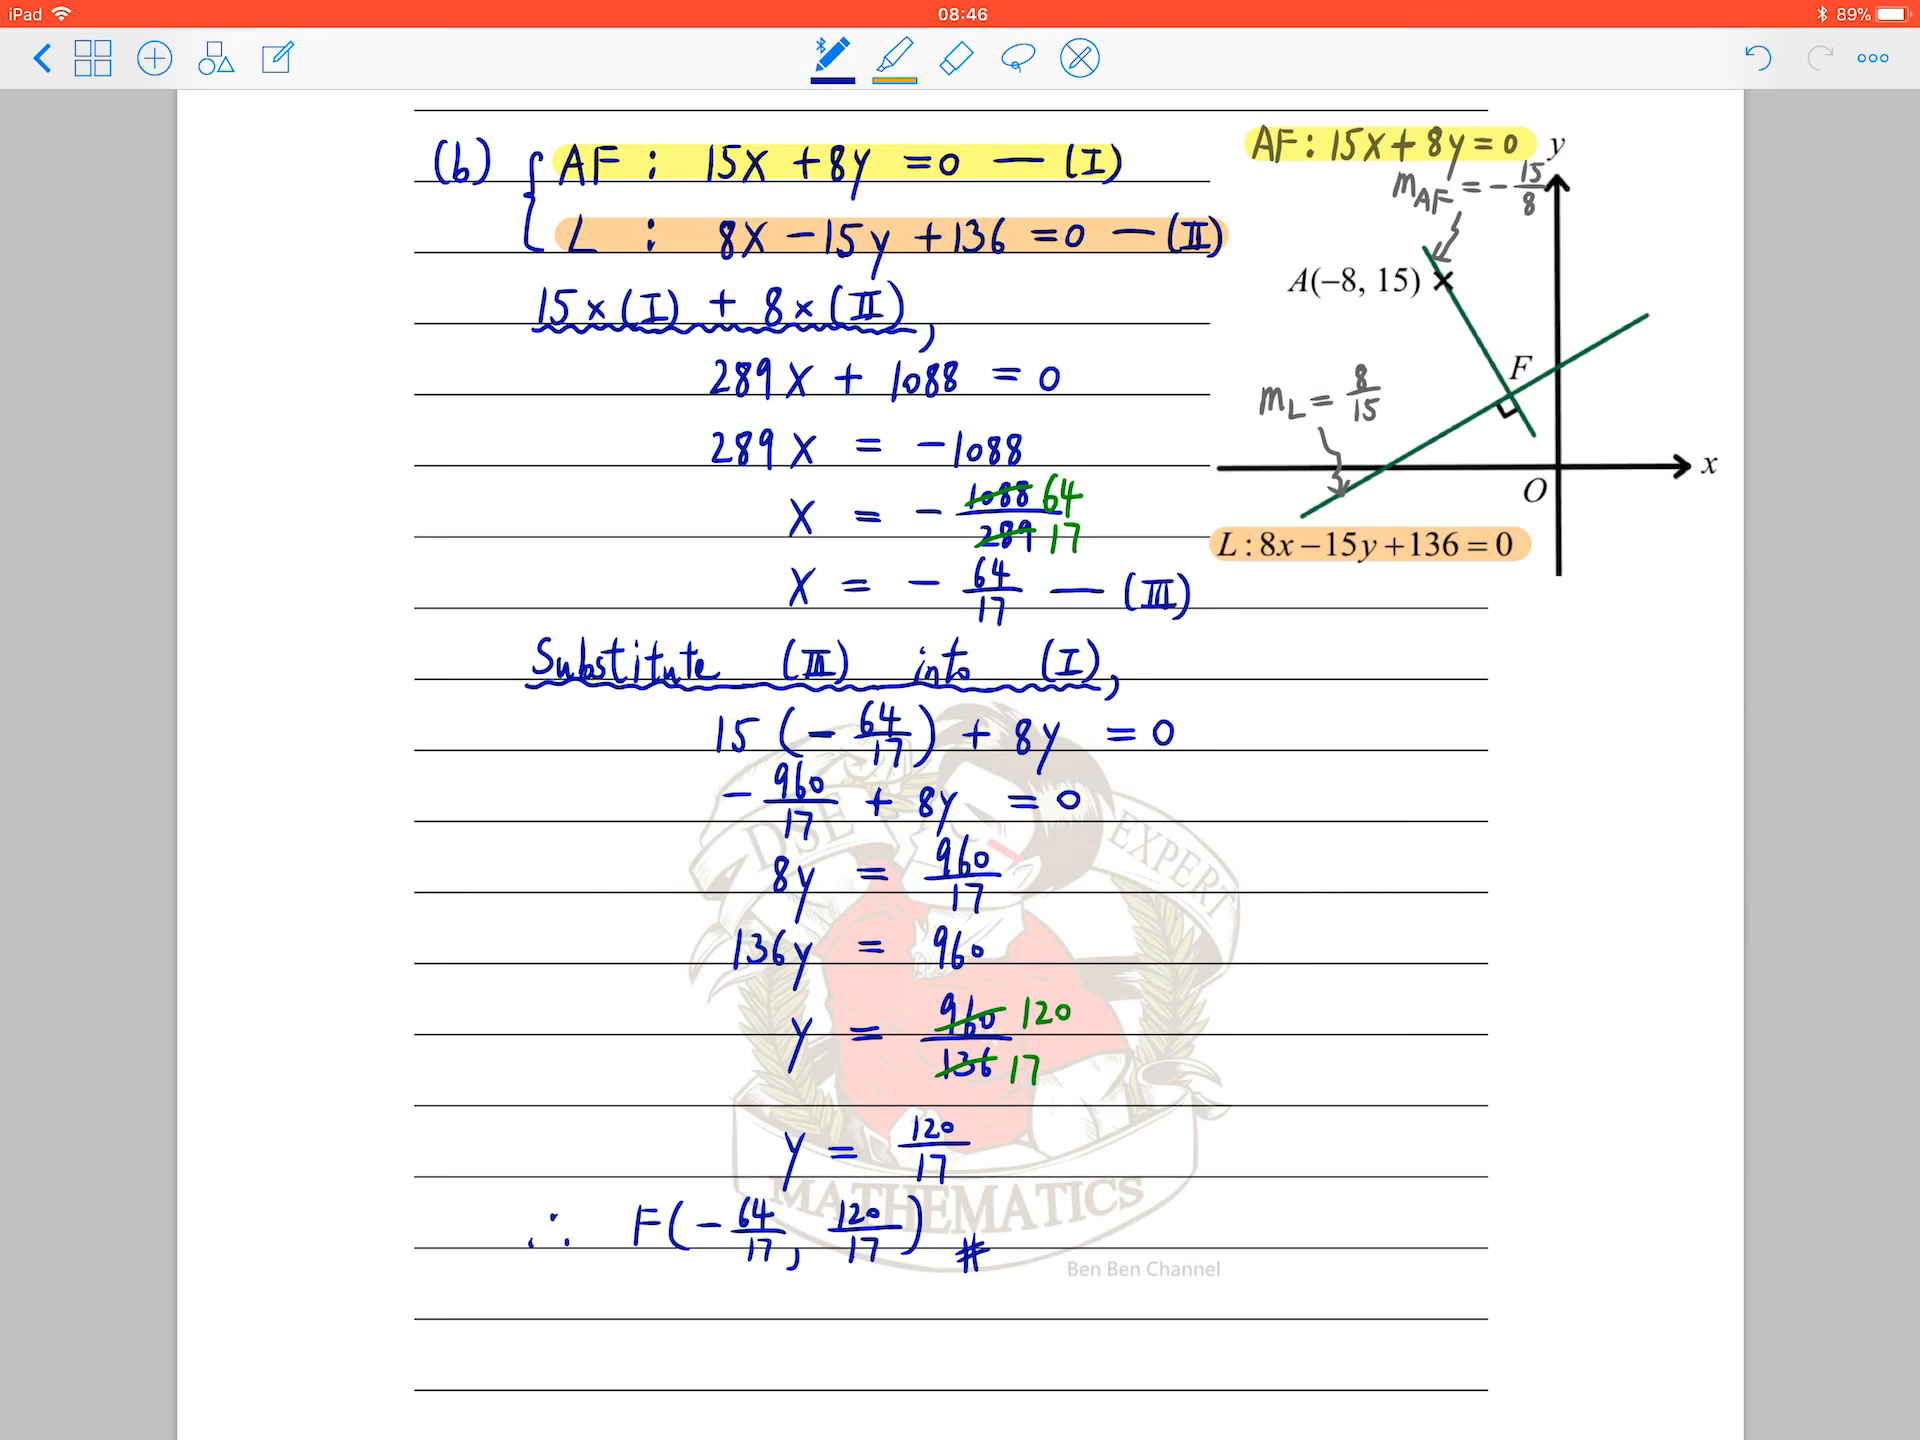 iPad 08:46 89%
(b) { AF : 15x + 8y = 0 — (I)
L : 8x − 15y + 136 = 0 — (II)
15 × (I) + 8 × (II),
289x + 1088 = 0
289x = −1088
x = − 1088/289 64/17
x = − 64/17 — (III)
Substitute (III) into (I),
15 (− 64/17) + 8y = 0
− 960/17 + 8y = 0
8y = 960/17
136y = 960
y = 960/136 120/17
y = 120/17
∴ F(− 64/17, 120/17) #
AF : 15x + 8y = 0
y
m_AF = − 15/8
A(−8, 15)
F
m_L = 8/15
x
O
L : 8x − 15y + 136 = 0
DSE EXPERT
MATHEMATICS
Ben Ben Channel